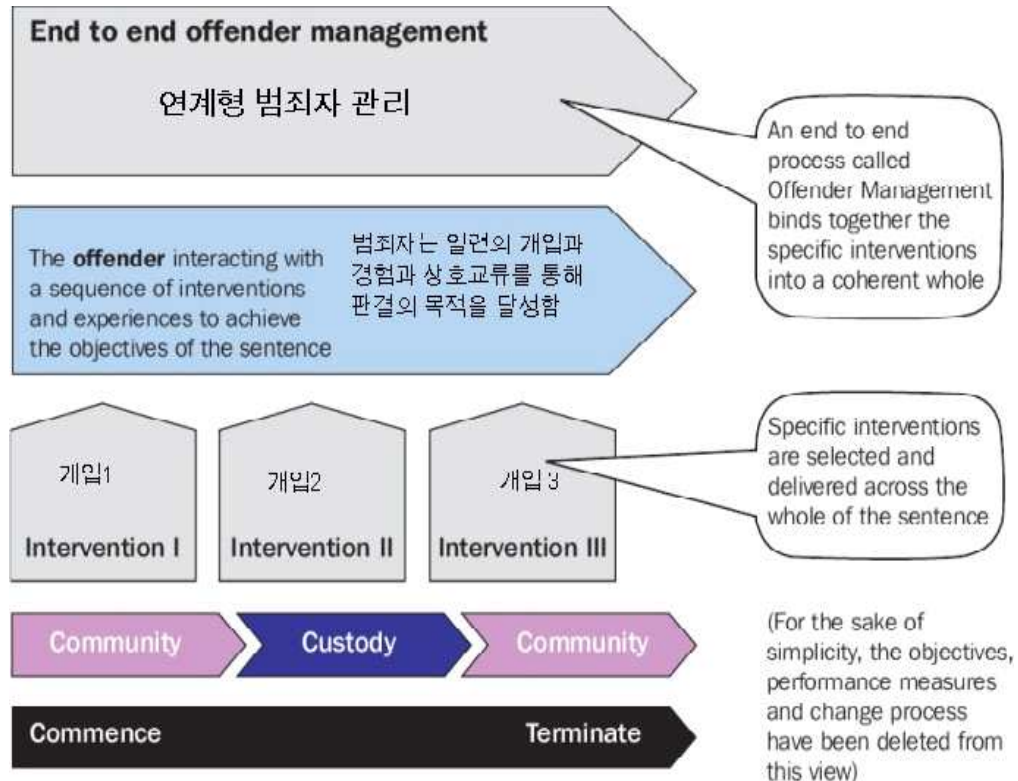 End to end offender management
연계형 범죄자 관리
An end to end
process called
Offender Management
binds together the
specific interventions
into a coherent whole
The offender interacting with
a sequence of interventions
and experiences to achieve
the objectives of the sentence
범죄자는 일련의 개입과
경험과 상호교류를 통해
판결의 목적을 달성함
Specific interventions
are selected and
delivered across the
whole of the sentence
개입1
Intervention I
개입2
Intervention II
개입 3
Intervention III
Community
Custody
Community
(For the sake of
simplicity, the objectives,
performance measures
and change process
have been deleted from
this view)
Commence
Terminate